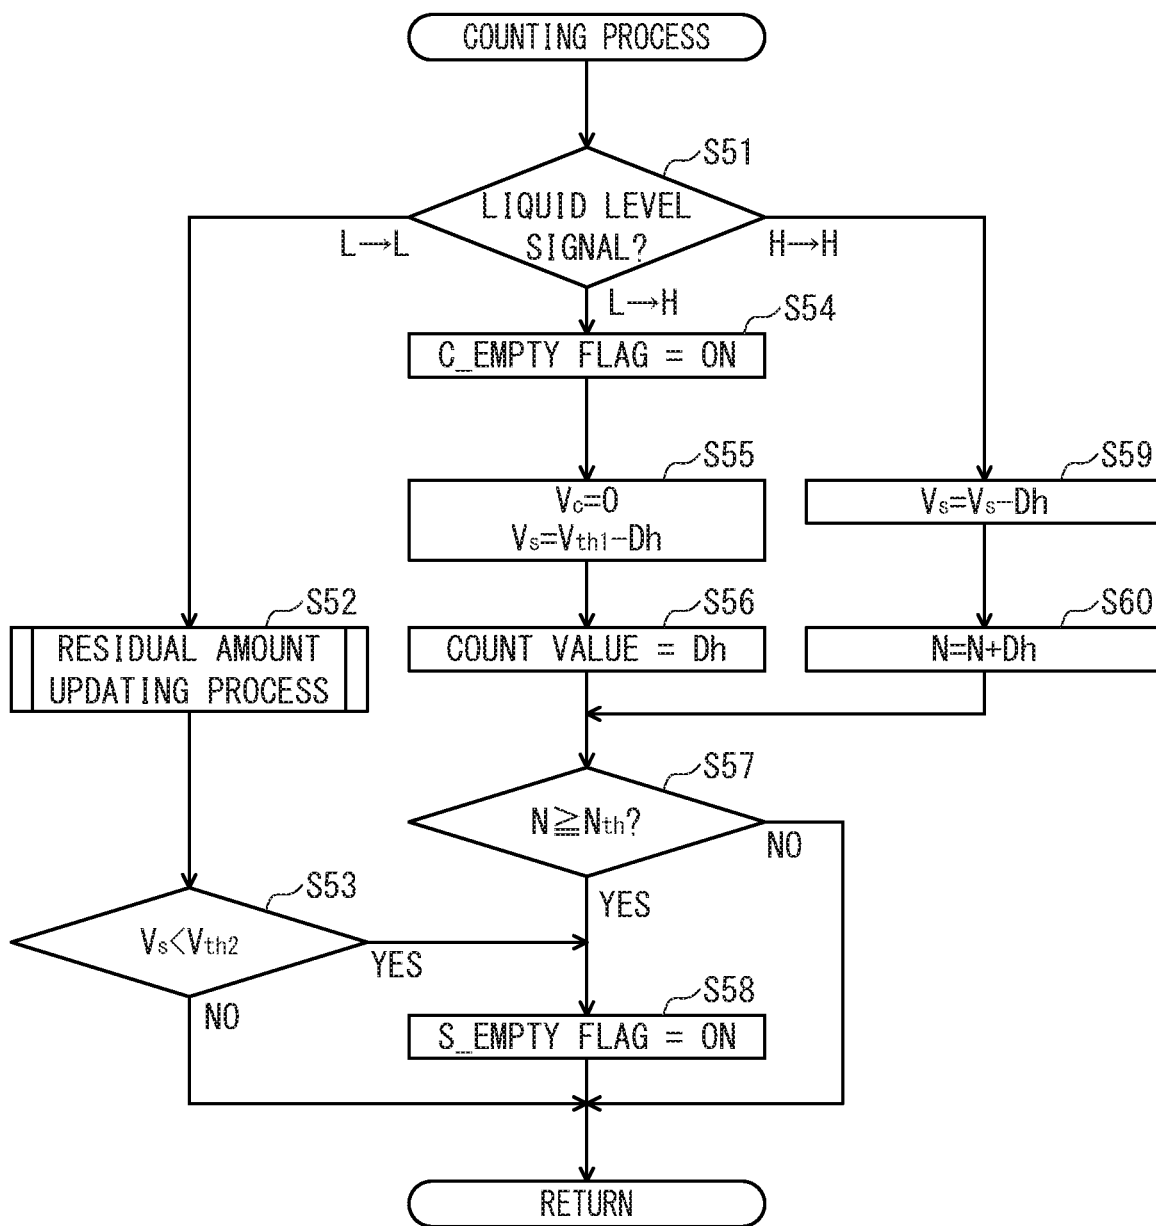 COUNTING PROCESS
S51
LIQUID LEVEL
SIGNAL?
L→L
H→H
L→H
S54
C_EMPTY FLAG = ON
S55
Vc=0
Vs=Vth1-Dh
S59
Vs=Vs-Dh
S52
RESIDUAL AMOUNT
UPDATING PROCESS
S56
COUNT VALUE = Dh
S60
N=N+Dh
S57
N≧Nth?
NO
YES
S53
Vs<Vth2
YES
NO
S58
S_EMPTY FLAG = ON
RETURN